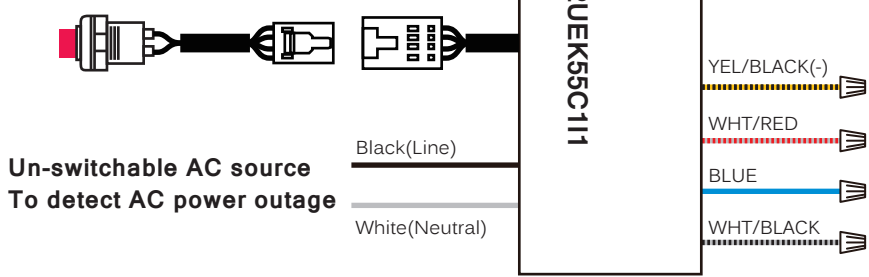 RUEK55C1I1
YEL/BLACK(-)
WHT/RED
Black(Line)
Un-switchable AC source
To detect AC power outage
BLUE
White(Neutral)
WHT/BLACK